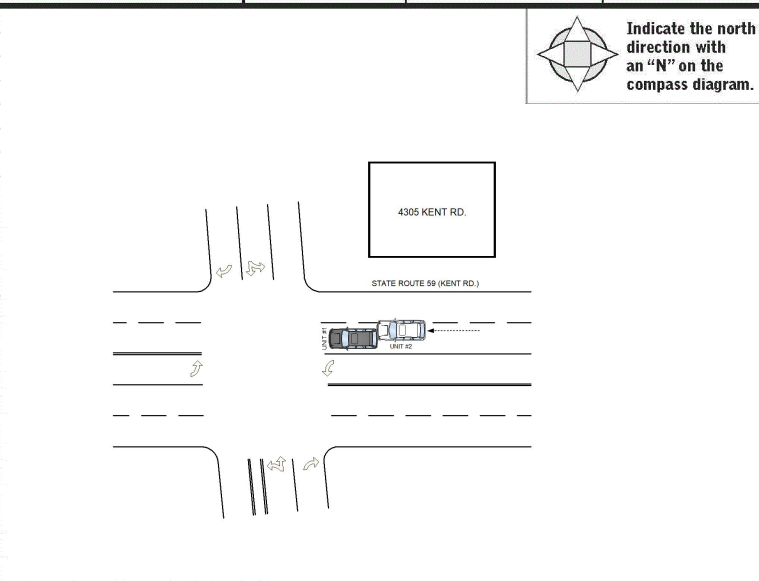 Indicate the north
direction with
an “N” on the
compass diagram.
4305 KENT RD.
STATE ROUTE 59 (KENT RD.)
UNIT #1
UNIT #2